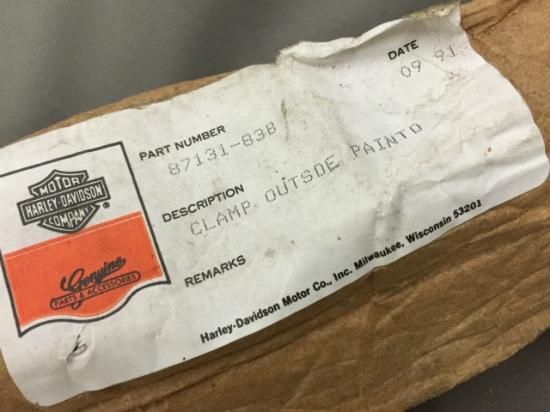 DATE
09 91
PART NUMBER
87131-83B
DESCRIPTION
CLAMP OUTSDE PAINTD
REMARKS
MOTOR
HARLEY-DAVIDSON
COMPANY
®
Genuine
PARTS & ACCESSORIES
Harley-Davidson Motor Co., Inc. Milwaukee, Wisconsin 53201